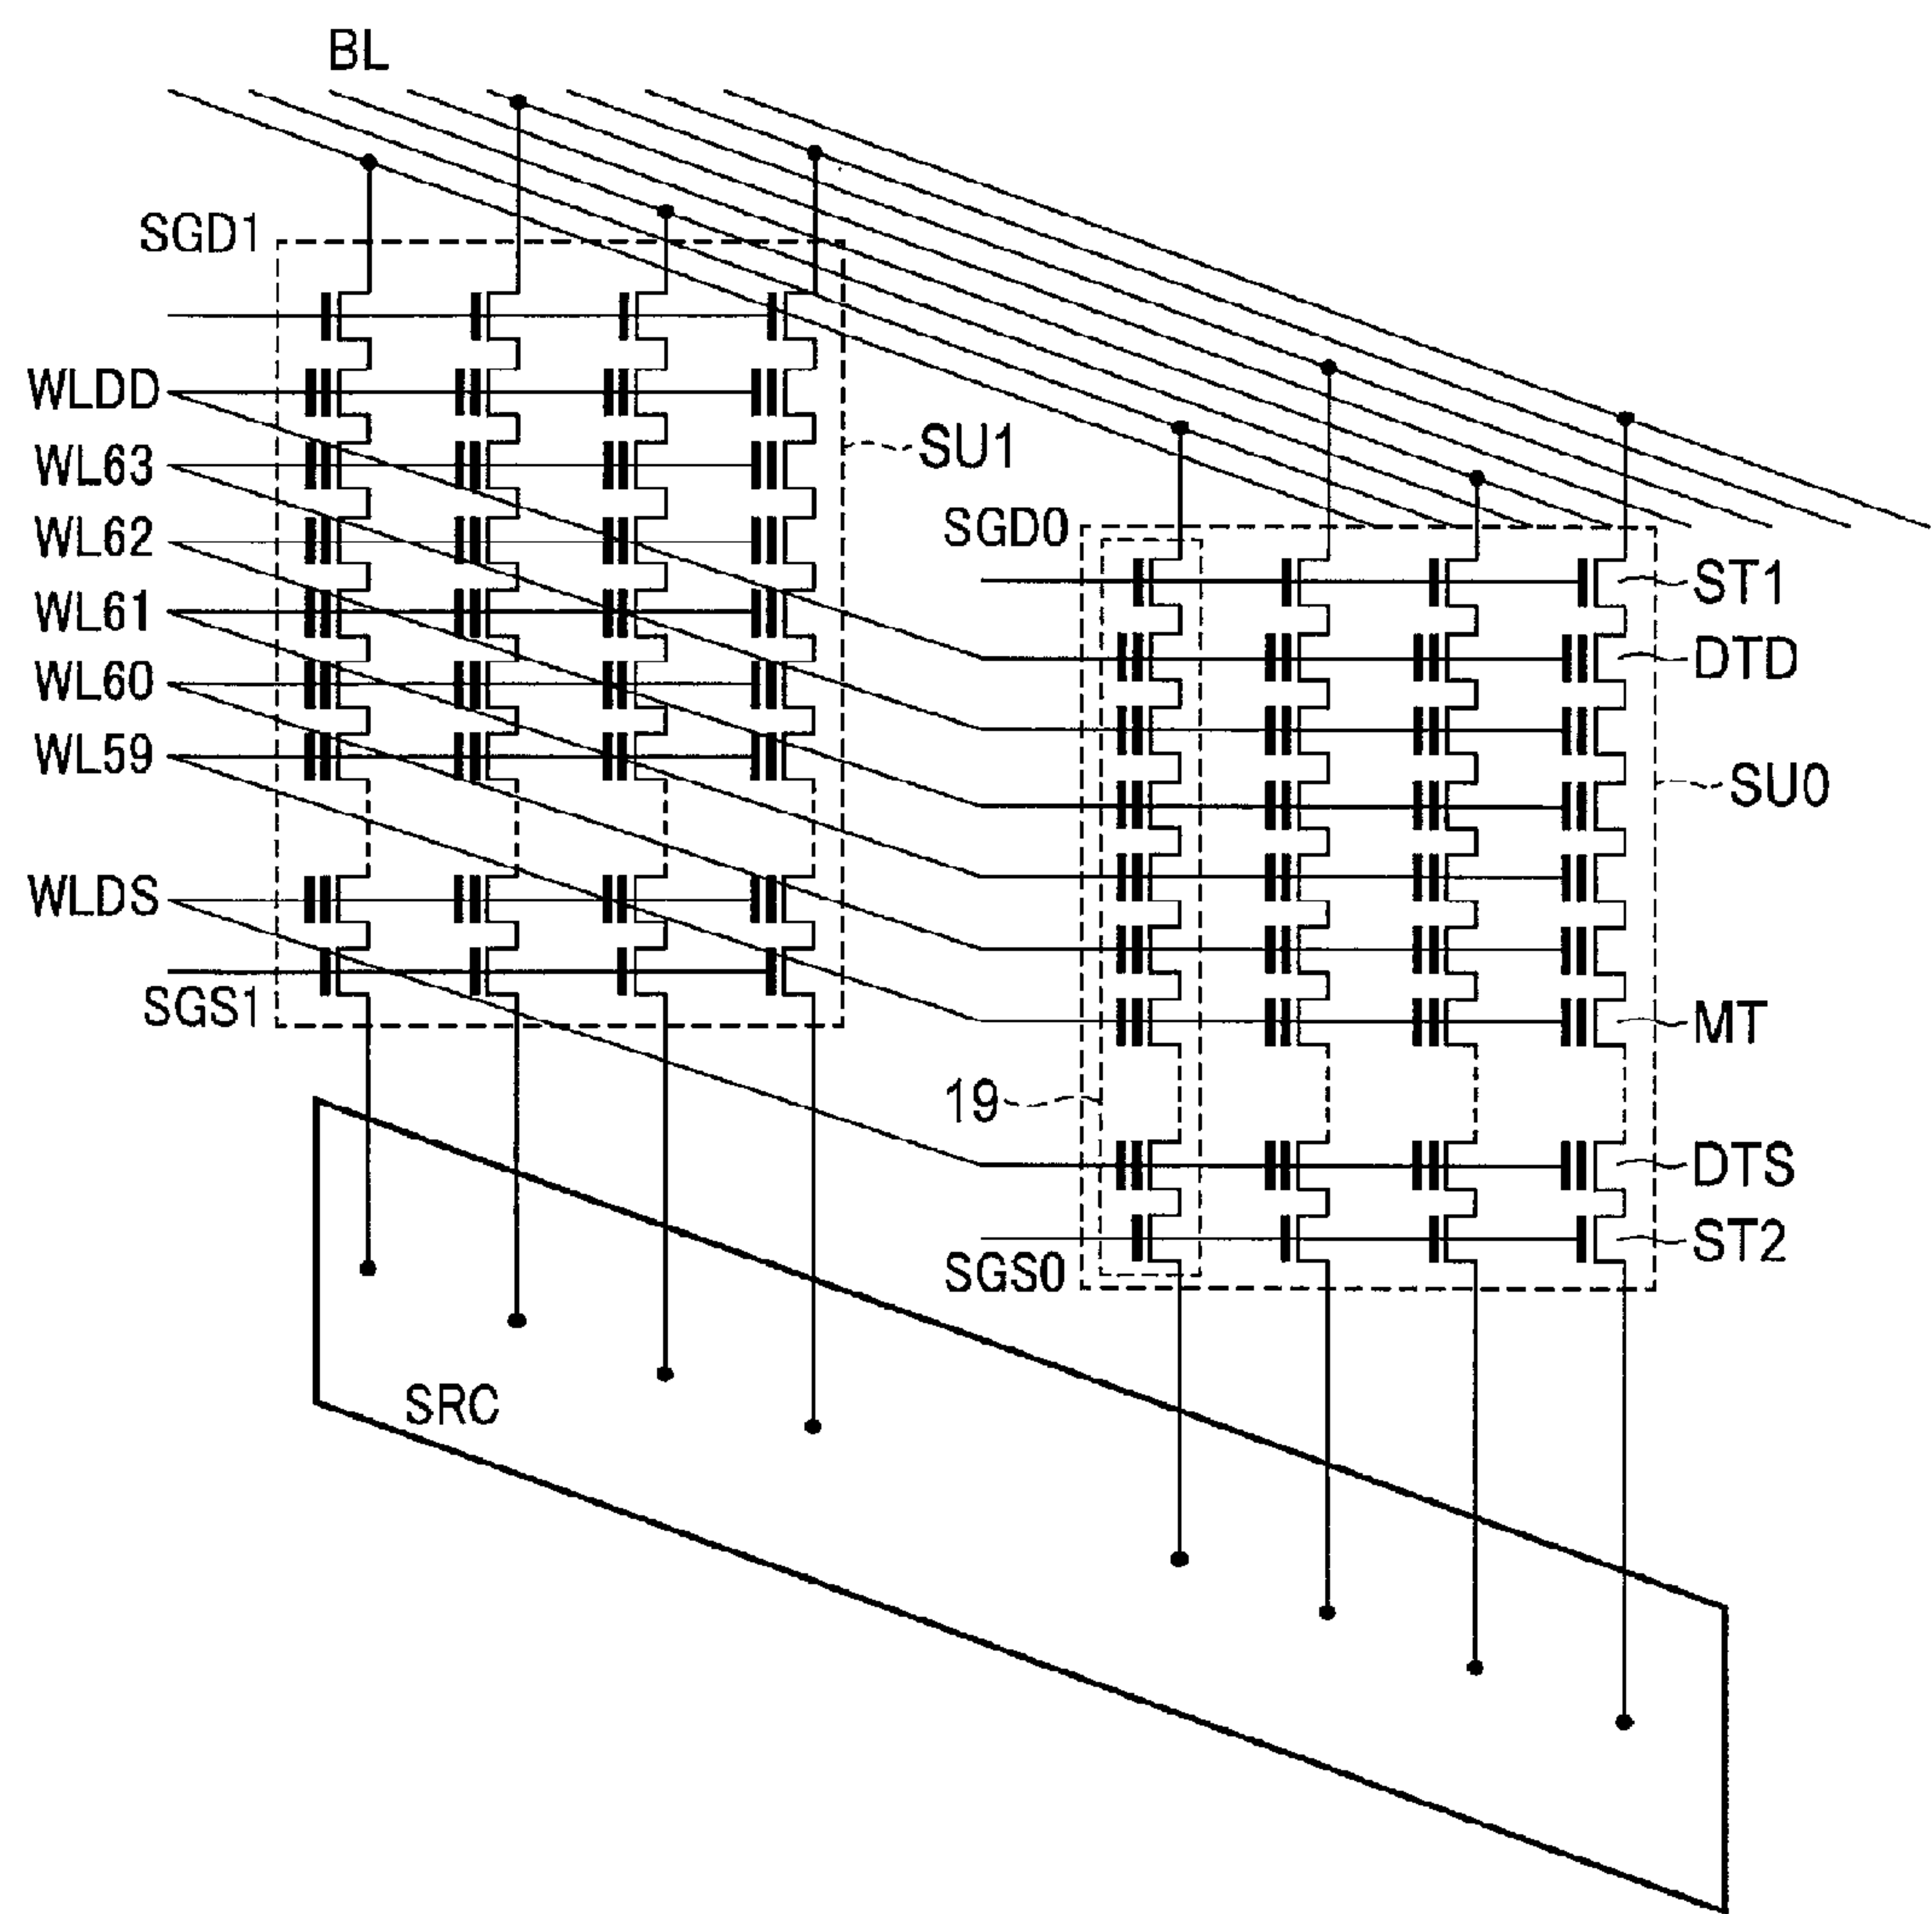 BL
SGD1
WLDD
WL63
SU1
WL62
SGD0
ST1
WL61
DTD
WL60
WL59
SU0
WLDS
SGS1
MT
19
DTS
ST2
SGS0
SRC